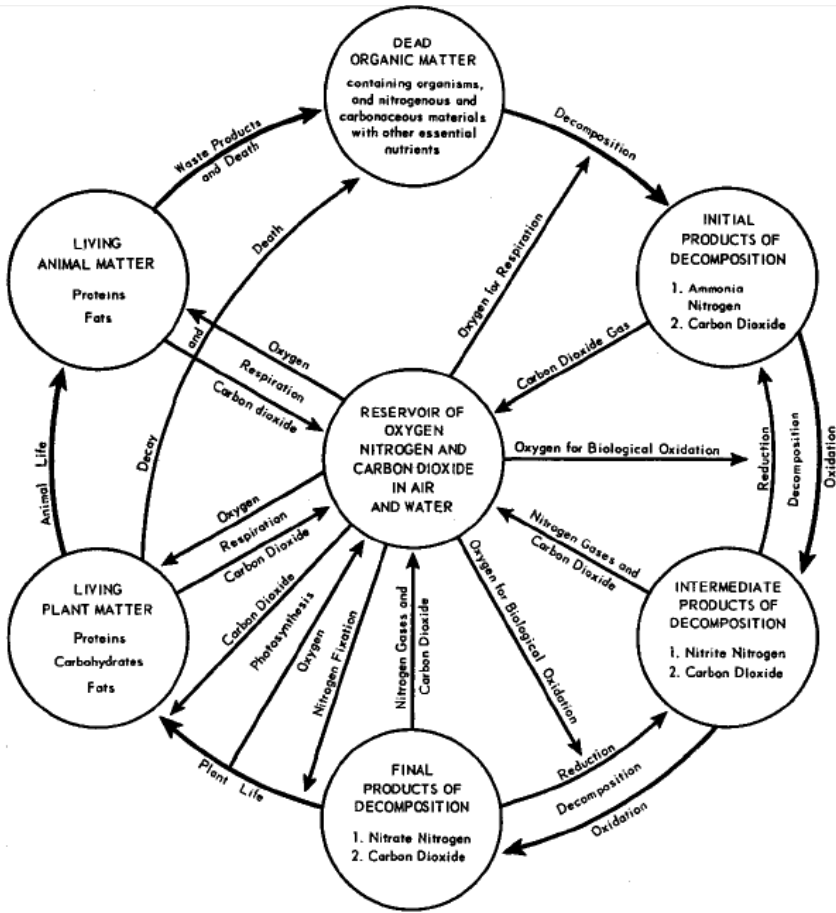 DEAD
ORGANIC MATTER
containing organisms,
and nitrogenous and
carbonaceous materials
with other essential
nutrients
Waste Products
and Death
Decomposition
LIVING
ANIMAL MATTER
Proteins
Fats
Death
and
Decay
Oxygen for Respiration
INITIAL
PRODUCTS OF
DECOMPOSITION
1. Ammonia
Nitrogen
2. Carbon Dioxide
Oxygen
Respiration
Carbon dioxide
Carbon Dioxide Gas
RESERVOIR OF
OXYGEN
NITROGEN AND
CARBON DIOXIDE
IN AIR
AND WATER
Oxygen for Biological Oxidation
Reduction
Decomposition
Oxidation
Animal Life
Oxygen
Respiration
Carbon Dioxide
Nitrogen Gases and
Carbon Dioxide
LIVING
PLANT MATTER
Proteins
Carbohydrates
Fats
Carbon Dioxide
Photosynthesis
Oxygen
Nitrogen Fixation
Nitrogen Gases and
Carbon Dioxide
Oxygen for Biological Oxidation
INTERMEDIATE
PRODUCTS OF
DECOMPOSITION
1. Nitrite Nitrogen
2. Carbon Dioxide
Plant Life
FINAL
PRODUCTS OF
DECOMPOSITION
1. Nitrate Nitrogen
2. Carbon Dioxide
Reduction
Decomposition
Oxidation